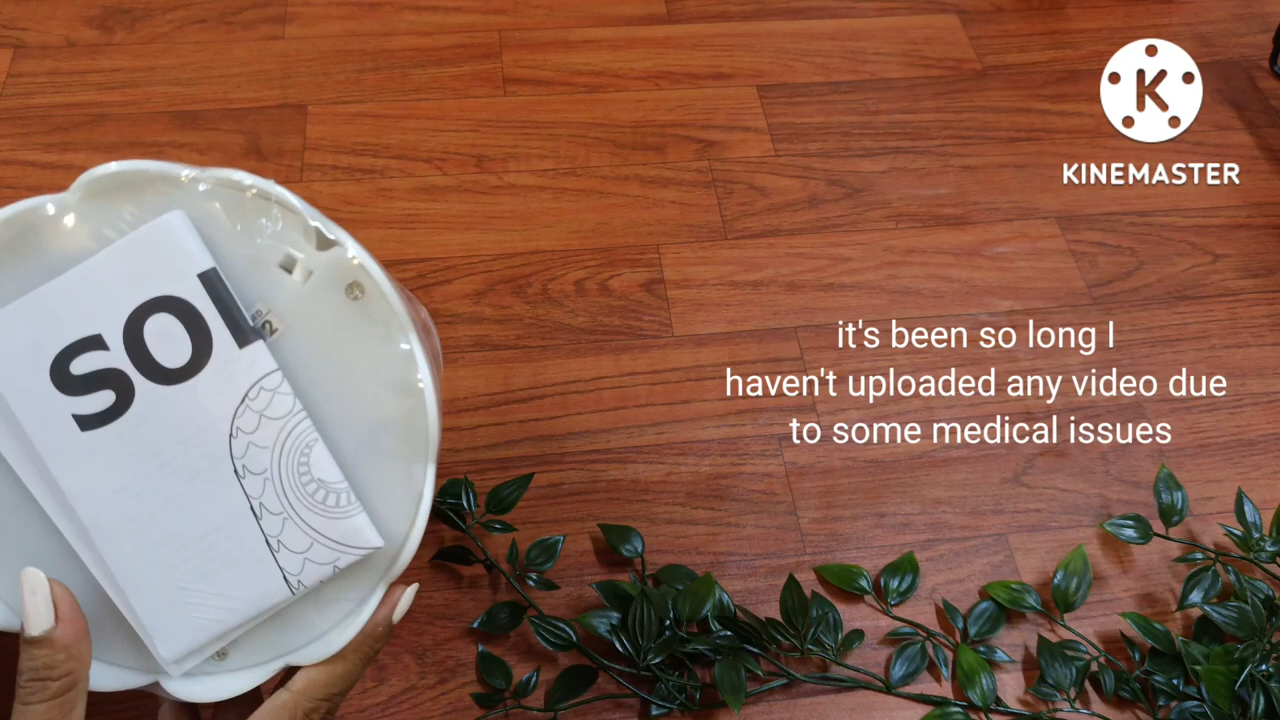 K
KINEMASTER
SOL
it's been so long I
haven't uploaded any video due
to some medical issues